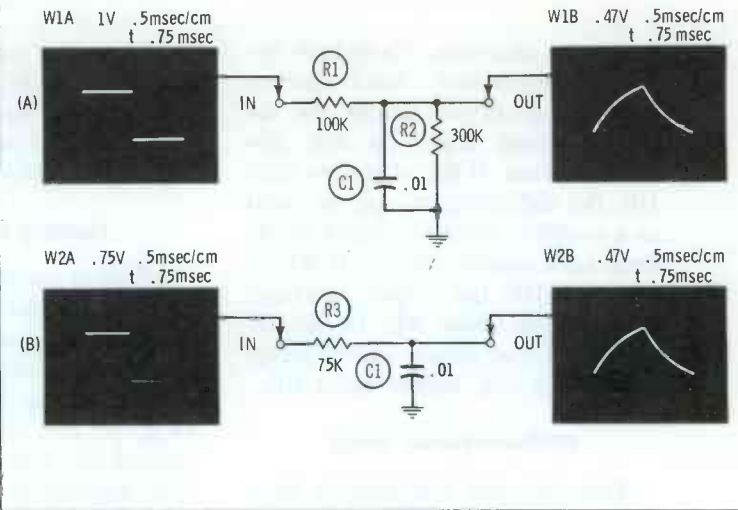 W1A 1V .5msec/cm
t .75 msec
W1B .47V .5msec/cm
t .75 msec
(A)
IN
R1
100K
R2
300K
C1
.01
OUT
W2A .75V .5msec/cm
t .75msec
W2B .47V .5msec/cm
t .75msec
(B)
IN
R3
75K
C1
.01
OUT